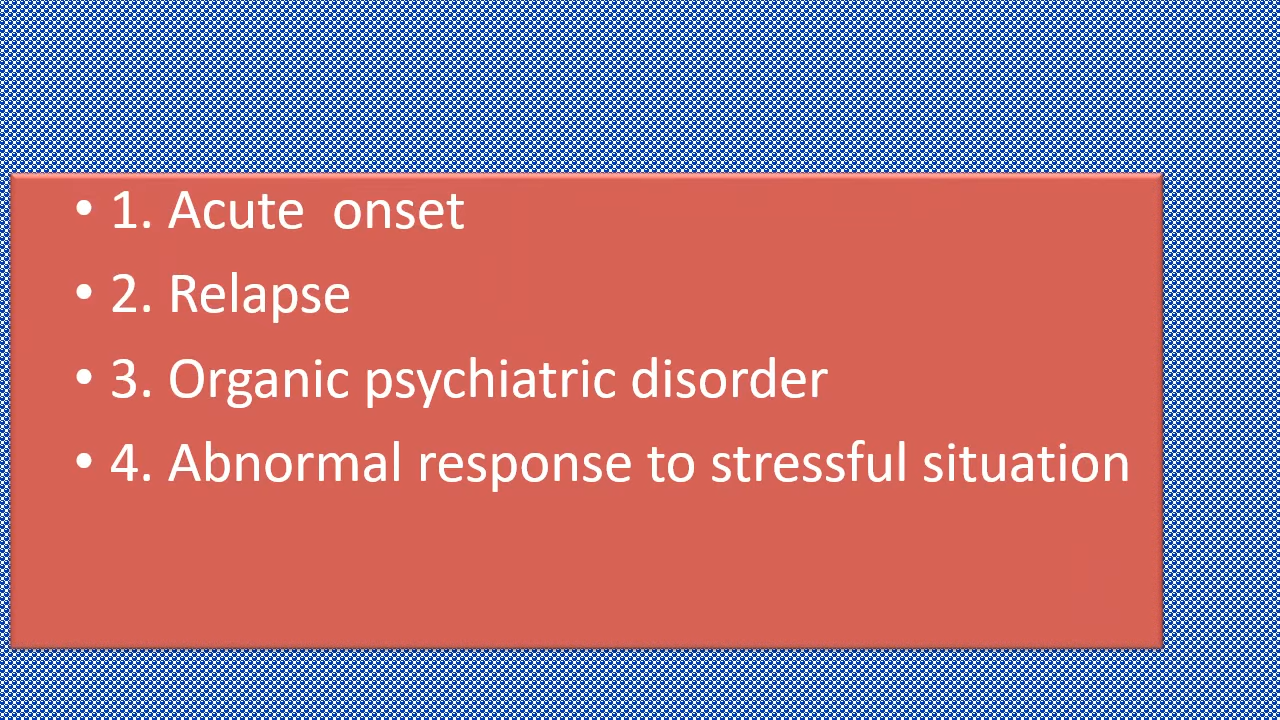 • 1. Acute  onset
• 2. Relapse
• 3. Organic psychiatric disorder
• 4. Abnormal response to stressful situation